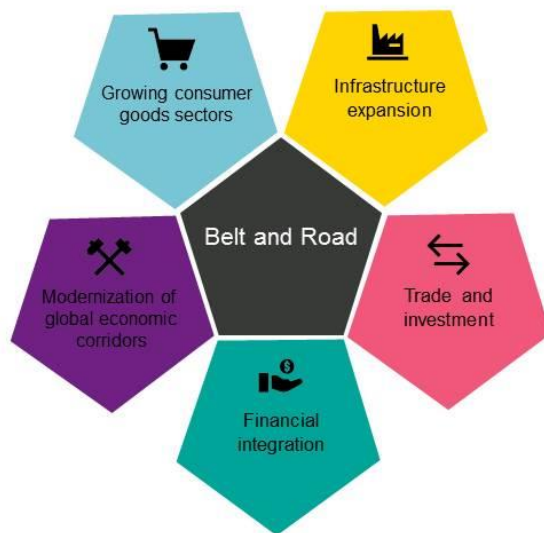 Growing consumer
goods sectors
Infrastructure
expansion
Belt and Road
Modernization of
global economic
corridors
Trade and
investment
$
Financial
integration